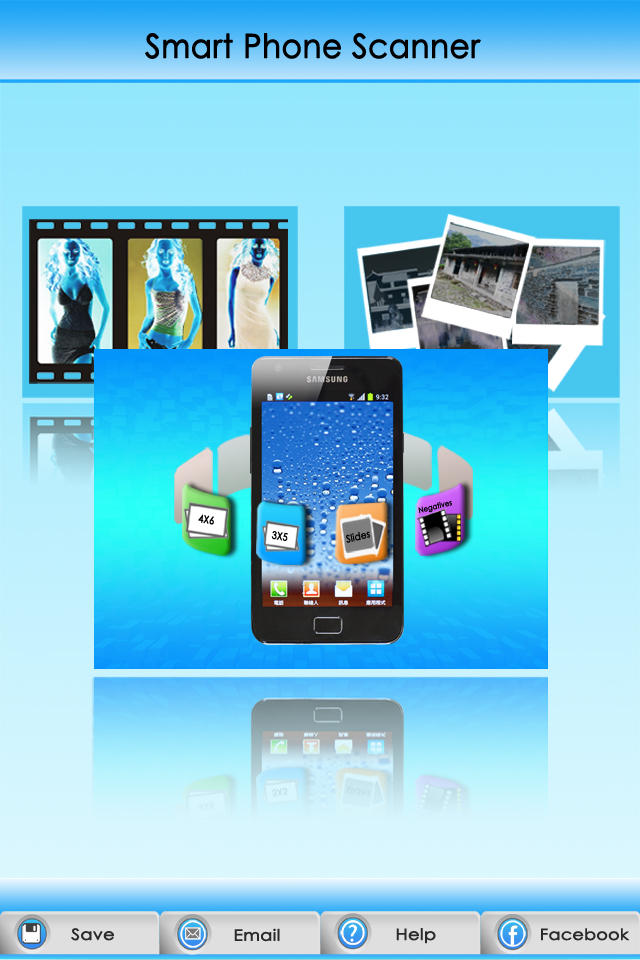 Smart Phone Scanner
SAMSUNG
9:32
4X6
3X5
Slides
Negatives
電話
聯絡人
訊息
應用程式
Save
Email
Help
Facebook